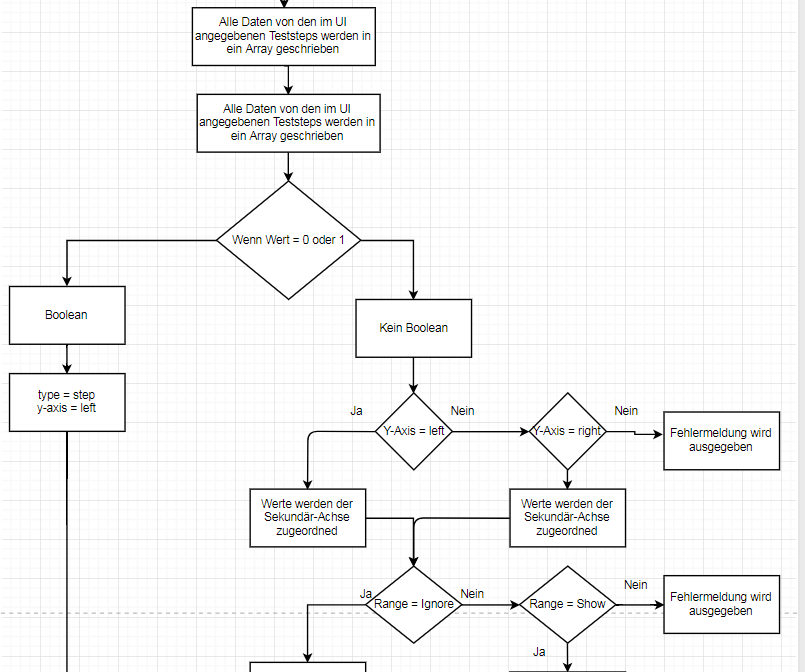 Alle Daten von den im UI
angegebenen Teststeps werden in
ein Array geschrieben
Alle Daten von den im UI
angegebenen Teststeps werden in
ein Array geschrieben
Wenn Wert = 0 oder 1
Boolean
Kein Boolean
type = step
y-axis = left
Ja
Y-Axis = left
Nein
Y-Axis = right
Nein
Fehlermeldung wird
ausgegeben
Werte werden der
Sekundär-Achse
zugeordned
Werte werden der
Sekundär-Achse
zugeordned
Ja
Range = Ignore
Nein
Range = Show
Nein
Fehlermeldung wird
ausgegeben
Ja